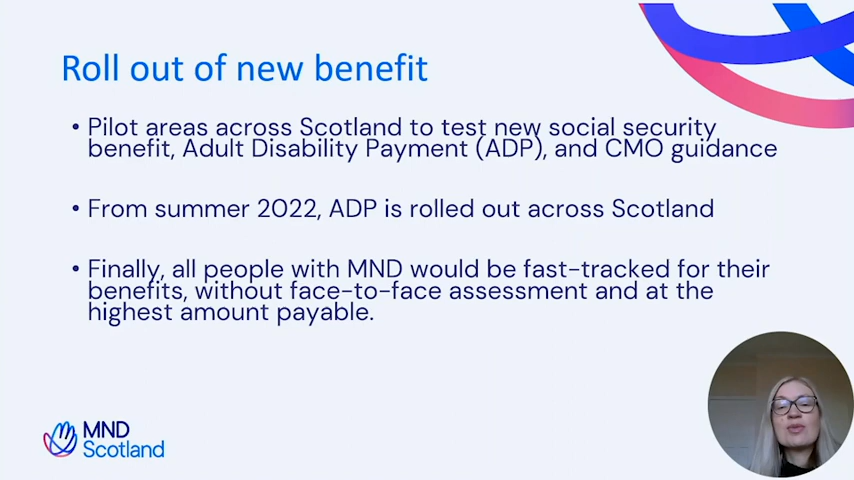 Roll out of new benefit
• Pilot areas across Scotland to test new social security
benefit, Adult Disability Payment (ADP), and CMO guidance
• From summer 2022, ADP is rolled out across Scotland
• Finally, all people with MND would be fast-tracked for their
benefits, without face-to-face assessment and at the
highest amount payable.
MND
Scotland